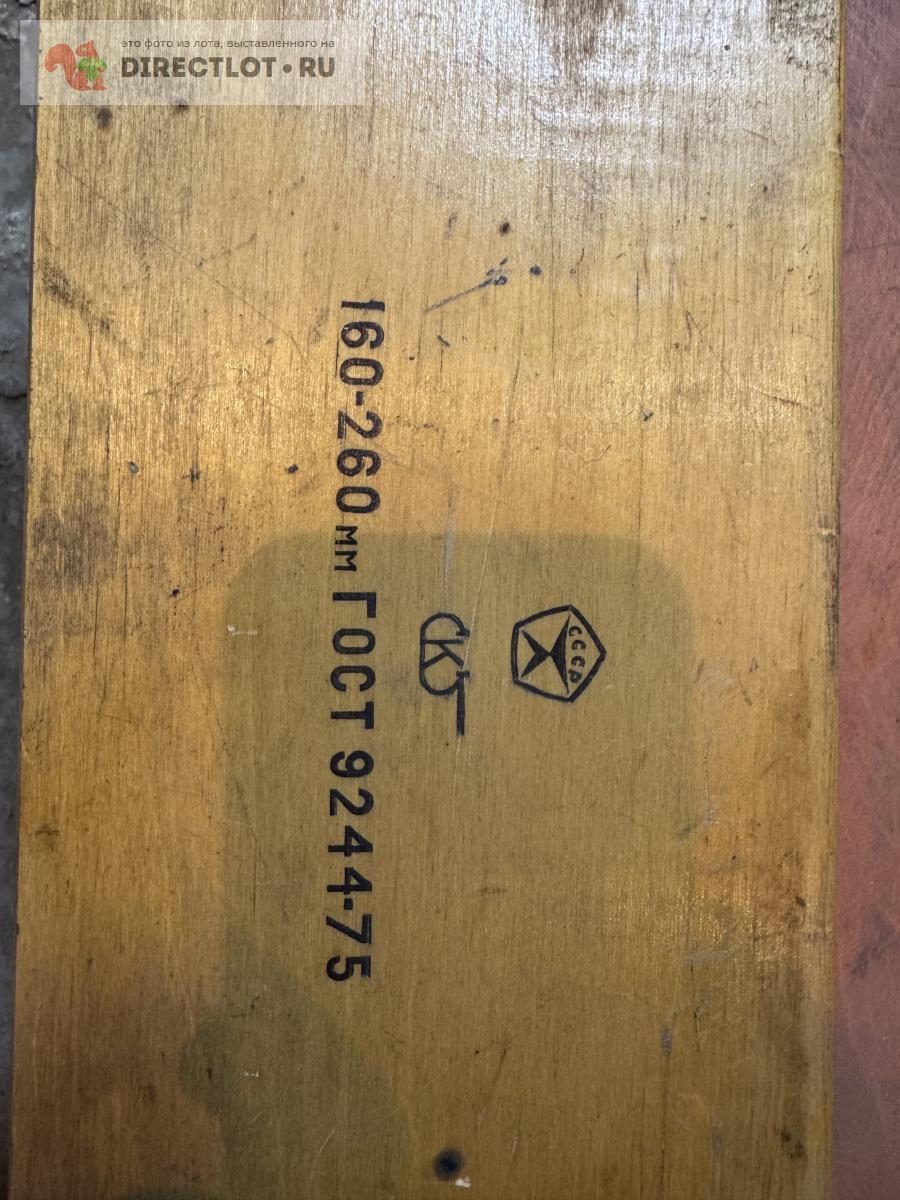 это фото из лота, выставленного на
DIRECTLOT • RU
СССР
160-260 мм ГОСТ 9244-75